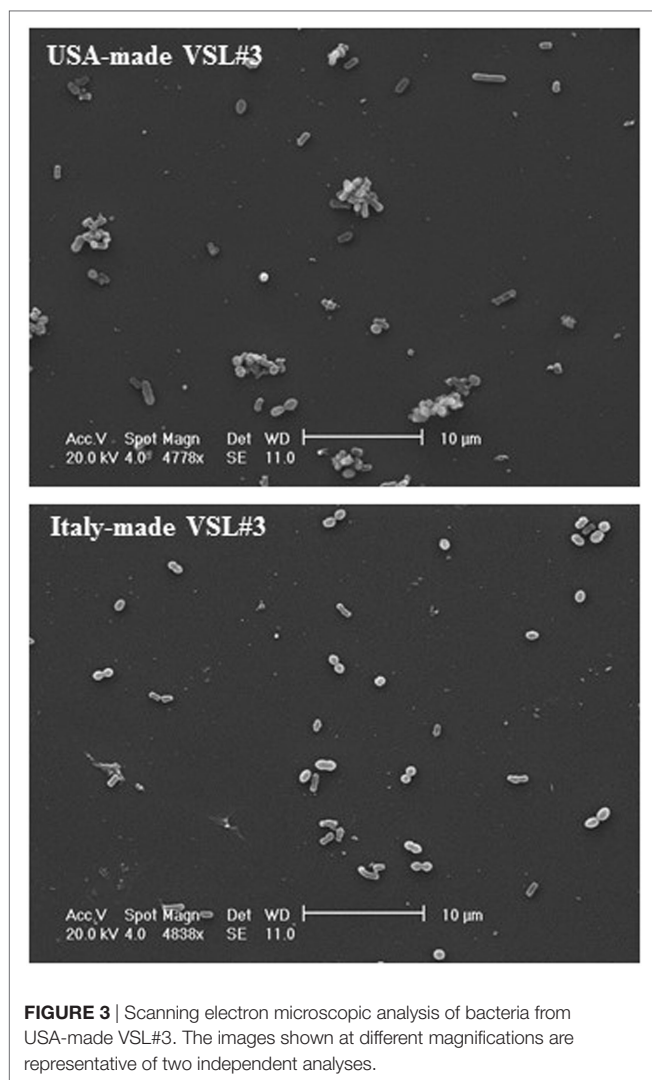 USA-made VSL#3
Acc.V Spot Magn Det WD 10 µm
20.0 kV 4.0 4778x SE 11.0
Italy-made VSL#3
Acc.V Spot Magn Det WD 10 µm
20.0 kV 4.0 4838x SE 11.0
FIGURE 3 | Scanning electron microscopic analysis of bacteria from
USA-made VSL#3. The images shown at different magnifications are
representative of two independent analyses.